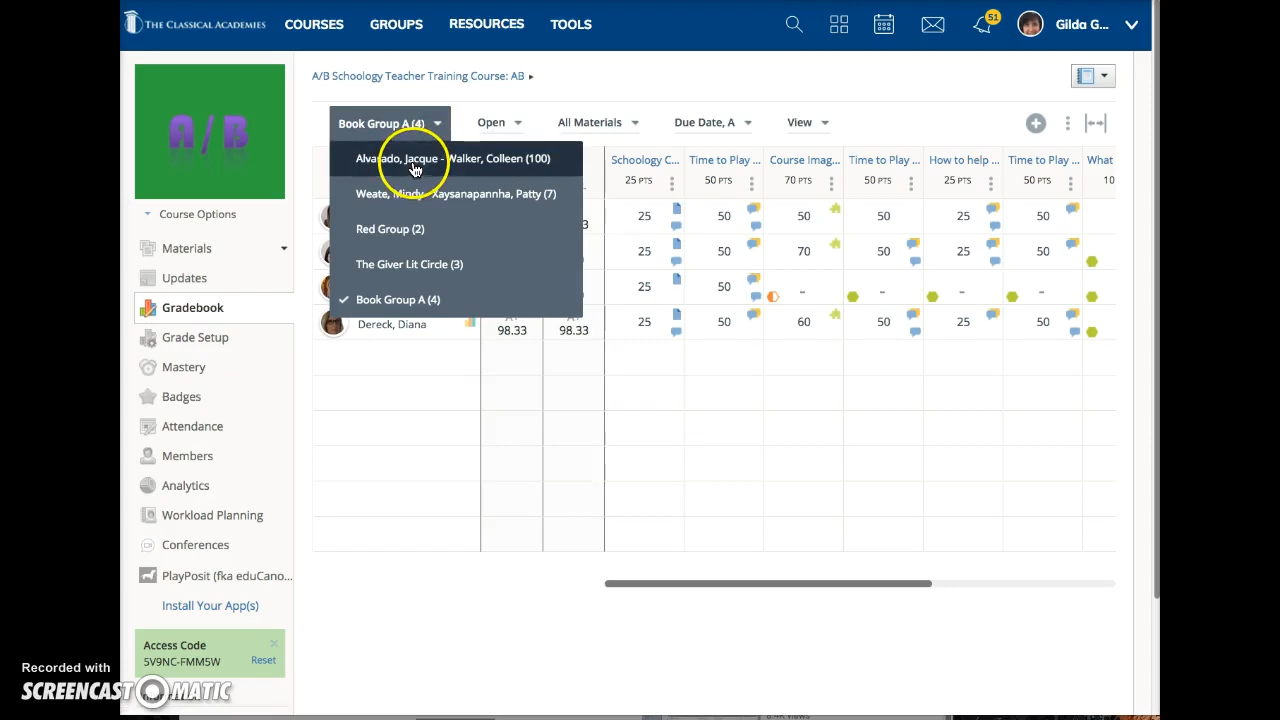 THE CLASSICAL ACADEMIES
COURSES
GROUPS
RESOURCES
TOOLS
51
Gilda G...
A/B
A/B Schoology Teacher Training Course: AB
Book Group A (4)
Open
All Materials
Due Date, A
View
Alvarado, Jacque - Walker, Colleen (100)
Weate, Mindy - Xaysanapannha, Patty (7)
Red Group (2)
The Giver Lit Circle (3)
Book Group A (4)
Schoology C... Time to Play ... Course Imag... Time to Play ... How to help ... Time to Play ... What
25 PTS 50 PTS 70 PTS 50 PTS 25 PTS 50 PTS 10
3 25 50 50 50 25 50
25 50 70 50 25 50
25 50 - - - -
Dereck, Diana 98.33 98.33 25 50 60 50 25 50
Course Options
Materials
Updates
Gradebook
Grade Setup
Mastery
Badges
Attendance
Members
Analytics
Workload Planning
Conferences
PlayPosit (fka eduCano...
Install Your App(s)
Access Code
5V9NC-FMM5W
Reset
Recorded with
SCREENCAST-O-MATIC